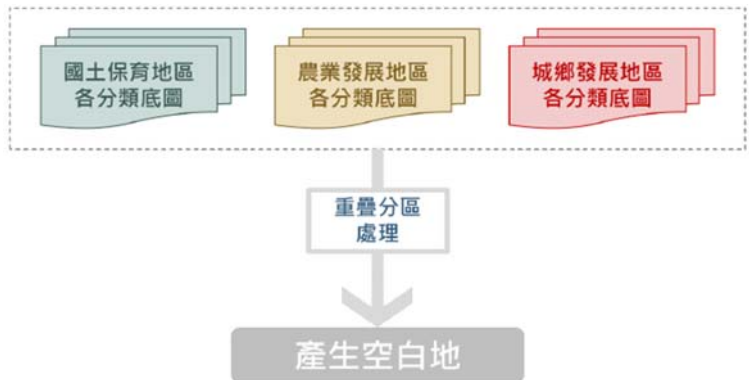 國土保育地區
各分類底圖
農業發展地區
各分類底圖
城鄉發展地區
各分類底圖
重疊分區
處理
產生空白地